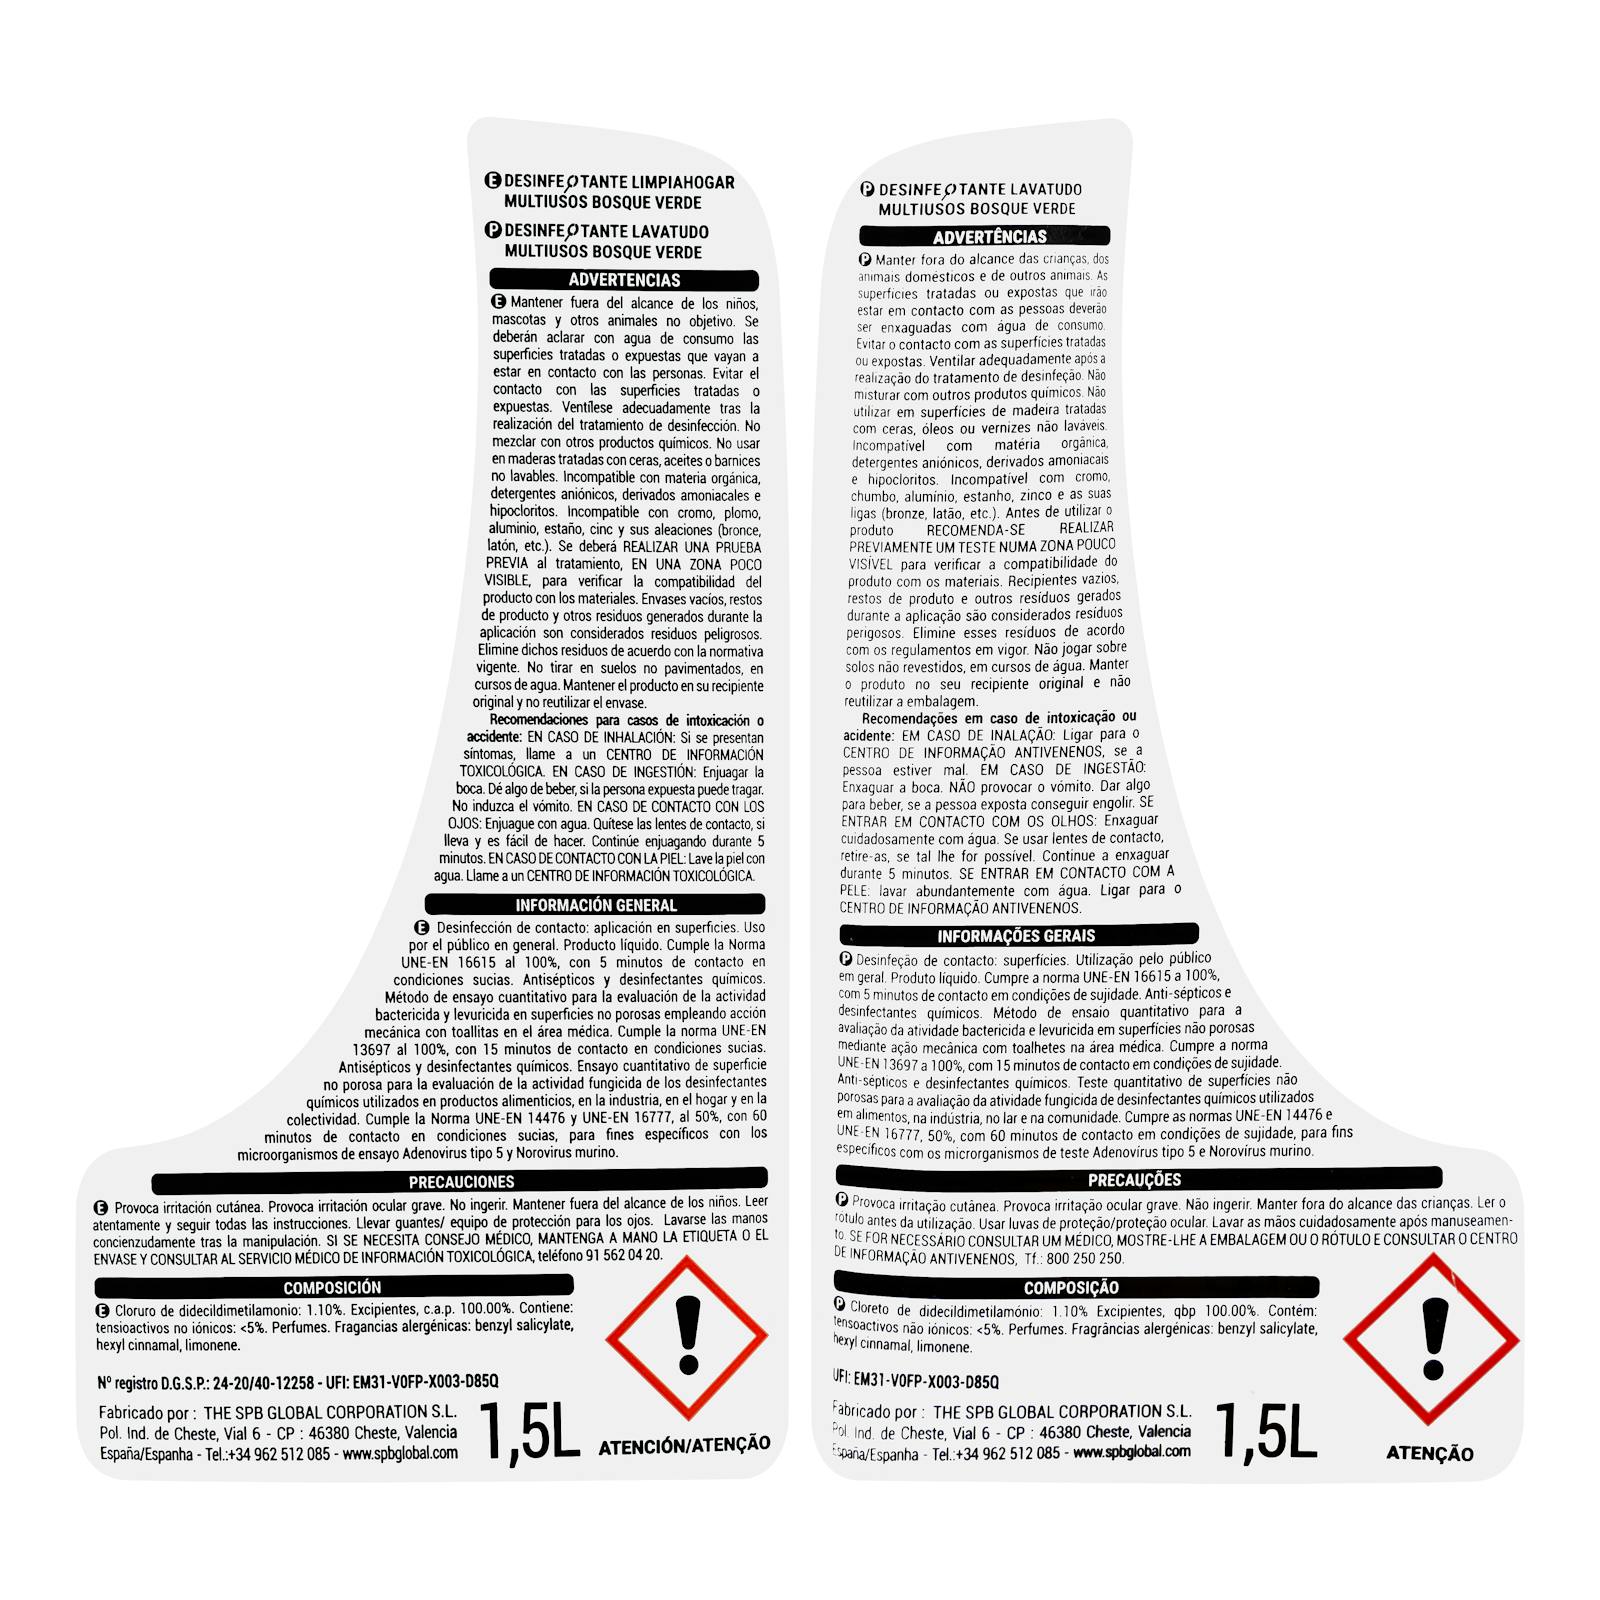 E DESINFECTANTE LIMPIAHOGAR
MULTIUSOS BOSQUE VERDE
P DESINFETANTE LAVATUDO
MULTIUSOS BOSQUE VERDE
ADVERTENCIAS
E Mantener fuera del alcance de los niños,
mascotas y otros animales no objetivo. Se
deberán aclarar con agua de consumo las
superficies tratadas o expuestas que vayan a
estar en contacto con las personas. Evitar el
contacto con las superficies tratadas o
expuestas. Ventílese adecuadamente tras la
realización del tratamiento de desinfección. No
mezclar con otros productos químicos. No usar
en maderas tratadas con ceras, aceites o barnices
no lavables. Incompatible con materia orgánica,
detergentes aniónicos, derivados amoniacales e
hipocloritos. Incompatible con cromo, plomo,
aluminio, estaño, cinc y sus aleaciones (bronce,
latón, etc.). Se deberá REALIZAR UNA PRUEBA
PREVIA al tratamiento, EN UNA ZONA POCO
VISIBLE, para verificar la compatibilidad del
producto con los materiales. Envases vacíos, restos
de producto y otros residuos generados durante la
aplicación son considerados residuos peligrosos.
Elimine dichos residuos de acuerdo con la normativa
vigente. No tirar en suelos no pavimentados, en
cursos de agua. Mantener el producto en su recipiente
original y no reutilizar el envase.
Recomendaciones para casos de intoxicación o
accidente: EN CASO DE INHALACIÓN: Si se presentan
síntomas, llame a un CENTRO DE INFORMACIÓN
TOXICOLÓGICA. EN CASO DE INGESTIÓN: Enjuagar la
boca. Dé algo de beber, si la persona expuesta puede tragar.
No induzca el vómito. EN CASO DE CONTACTO CON LOS
OJOS: Enjuague con agua. Quítese las lentes de contacto, si
lleva y es fácil de hacer. Continúe enjuagando durante 5
minutos. EN CASO DE CONTACTO CON LA PIEL: Lave la piel con
agua. Llame a un CENTRO DE INFORMACIÓN TOXICOLÓGICA.
INFORMACIÓN GENERAL
E Desinfección de contacto: aplicación en superficies. Uso
por el público en general. Producto líquido. Cumple la Norma
UNE-EN 16615 al 100%, con 5 minutos de contacto en
condiciones sucias. Antisépticos y desinfectantes químicos.
Método de ensayo cuantitativo para la evaluación de la actividad
bactericida y levuricida en superficies no porosas empleando acción
mecánica con toallitas en el área médica. Cumple la norma UNE-EN
13697 al 100%, con 15 minutos de contacto en condiciones sucias.
Antisépticos y desinfectantes químicos. Ensayo cuantitativo de superficie
no porosa para la evaluación de la actividad fungicida de los desinfectantes
químicos utilizados en productos alimenticios, en la industria, en el hogar y en la
colectividad. Cumple la Norma UNE-EN 14476 y UNE-EN 16777, al 50%, con 60
minutos de contacto en condiciones sucias, para fines específicos con los
microorganismos de ensayo Adenovirus tipo 5 y Norovirus murino.
PRECAUCIONES
E Provoca irritación cutánea. Provoca irritación ocular grave. No ingerir. Mantener fuera del alcance de los niños. Leer
atentamente y seguir todas las instrucciones. Llevar guantes/ equipo de protección para los ojos. Lavarse las manos
concienzudamente tras la manipulación. SI SE NECESITA CONSEJO MÉDICO, MANTENGA A MANO LA ETIQUETA O EL
ENVASE Y CONSULTAR AL SERVICIO MÉDICO DE INFORMACIÓN TOXICOLÓGICA, teléfono 91 562 04 20.
COMPOSICIÓN
E Cloruro de didecildimetilamonio: 1.10%. Excipientes, c.a.p. 100.00%. Contiene:
tensioactivos no iónicos: <5%. Perfumes. Fragancias alergénicas: benzyl salicylate,
hexyl cinnamal, limonene.
Nº registro D.G.S.P.: 24-20/40-12258 - UFI: EM31-V0FP-X003-D85Q
Fabricado por : THE SPB GLOBAL CORPORATION S.L.
Pol. Ind. de Cheste, Vial 6 - CP : 46380 Cheste, Valencia
España/Espanha - Tel.:+34 962 512 085 - www.spbglobal.com
1,5L
ATENCIÓN/ATENÇÃO
P DESINFETANTE LAVATUDO
MULTIUSOS BOSQUE VERDE
ADVERTÊNCIAS
P Manter fora do alcance das crianças, dos
animais domésticos e de outros animais. As
superfícies tratadas ou expostas que irão
estar em contacto com as pessoas deverão
ser enxaguadas com água de consumo.
Evitar o contacto com as superfícies tratadas
ou expostas. Ventilar adequadamente após a
realização do tratamento de desinfeção. Não
misturar com outros produtos químicos. Não
utilizar em superfícies de madeira tratadas
com ceras, óleos ou vernizes não laváveis.
Incompatível com matéria orgânica,
detergentes aniónicos, derivados amoniacais
e hipocloritos. Incompatível com cromo,
chumbo, alumínio, estanho, zinco e as suas
ligas (bronze, latão, etc.). Antes de utilizar o
produto RECOMENDA-SE REALIZAR
PREVIAMENTE UM TESTE NUMA ZONA POUCO
VISÍVEL para verificar a compatibilidade do
produto com os materiais. Recipientes vazios,
restos de produto e outros resíduos gerados
durante a aplicação são considerados resíduos
perigosos. Elimine esses resíduos de acordo
com os regulamentos em vigor. Não jogar sobre
solos não revestidos, em cursos de água. Manter
o produto no seu recipiente original e não
reutilizar a embalagem.
Recomendações em caso de intoxicação ou
acidente: EM CASO DE INALAÇÃO: Ligar para o
CENTRO DE INFORMAÇÃO ANTIVENENOS, se a
pessoa estiver mal. EM CASO DE INGESTÃO:
Enxaguar a boca. NÃO provocar o vómito. Dar algo
para beber, se a pessoa exposta conseguir engolir. SE
ENTRAR EM CONTACTO COM OS OLHOS: Enxaguar
cuidadosamente com água. Se usar lentes de contacto,
retire-as, se tal lhe for possível. Continue a enxaguar
durante 5 minutos. SE ENTRAR EM CONTACTO COM A
PELE: lavar abundantemente com água. Ligar para o
CENTRO DE INFORMAÇÃO ANTIVENENOS.
INFORMAÇÕES GERAIS
P Desinfeção de contacto: superfícies. Utilização pelo público
em geral. Produto líquido. Cumpre a norma UNE-EN 16615 a 100%,
com 5 minutos de contacto em condições de sujidade. Anti-sépticos e
desinfectantes químicos. Método de ensaio quantitativo para a
avaliação da atividade bactericida e levuricida em superfícies não porosas
mediante ação mecânica com toalhetes na área médica. Cumpre a norma
UNE-EN 13697 a 100%, com 15 minutos de contacto em condições de sujidade.
Anti-sépticos e desinfectantes químicos. Teste quantitativo de superfícies não
porosas para a avaliação da atividade fungicida de desinfectantes químicos utilizados
em alimentos, na indústria, no lar e na comunidade. Cumpre as normas UNE-EN 14476 e
UNE-EN 16777, 50%, com 60 minutos de contacto em condições de sujidade, para fins
específicos com os microrganismos de teste Adenovírus tipo 5 e Norovírus murino.
PRECAUÇÕES
P Provoca irritação cutánea. Provoca irritação ocular grave. Não ingerir. Manter fora do alcance das crianças. Ler o
rótulo antes da utilização. Usar luvas de proteção/proteção ocular. Lavar as mãos cuidadosamente após manuseamen-
to. SE FOR NECESSÁRIO CONSULTAR UM MÉDICO, MOSTRE-LHE A EMBALAGEM OU O RÓTULO E CONSULTAR O CENTRO
DE INFORMAÇÃO ANTIVENENOS, Tf.: 800 250 250.
COMPOSIÇÃO
P Cloreto de didecildimetilamónio: 1.10% Excipientes, qbp 100.00%. Contém:
tensoactivos não iónicos: <5%. Perfumes. Fragrâncias alergénicas: benzyl salicylate,
hexyl cinnamal, limonene.
UFI: EM31-V0FP-X003-D85Q
Fabricado por : THE SPB GLOBAL CORPORATION S.L.
Pol. Ind. de Cheste, Vial 6 - CP : 46380 Cheste, Valencia
España/Espanha - Tel.:+34 962 512 085 - www.spbglobal.com
1,5L
ATENÇÃO